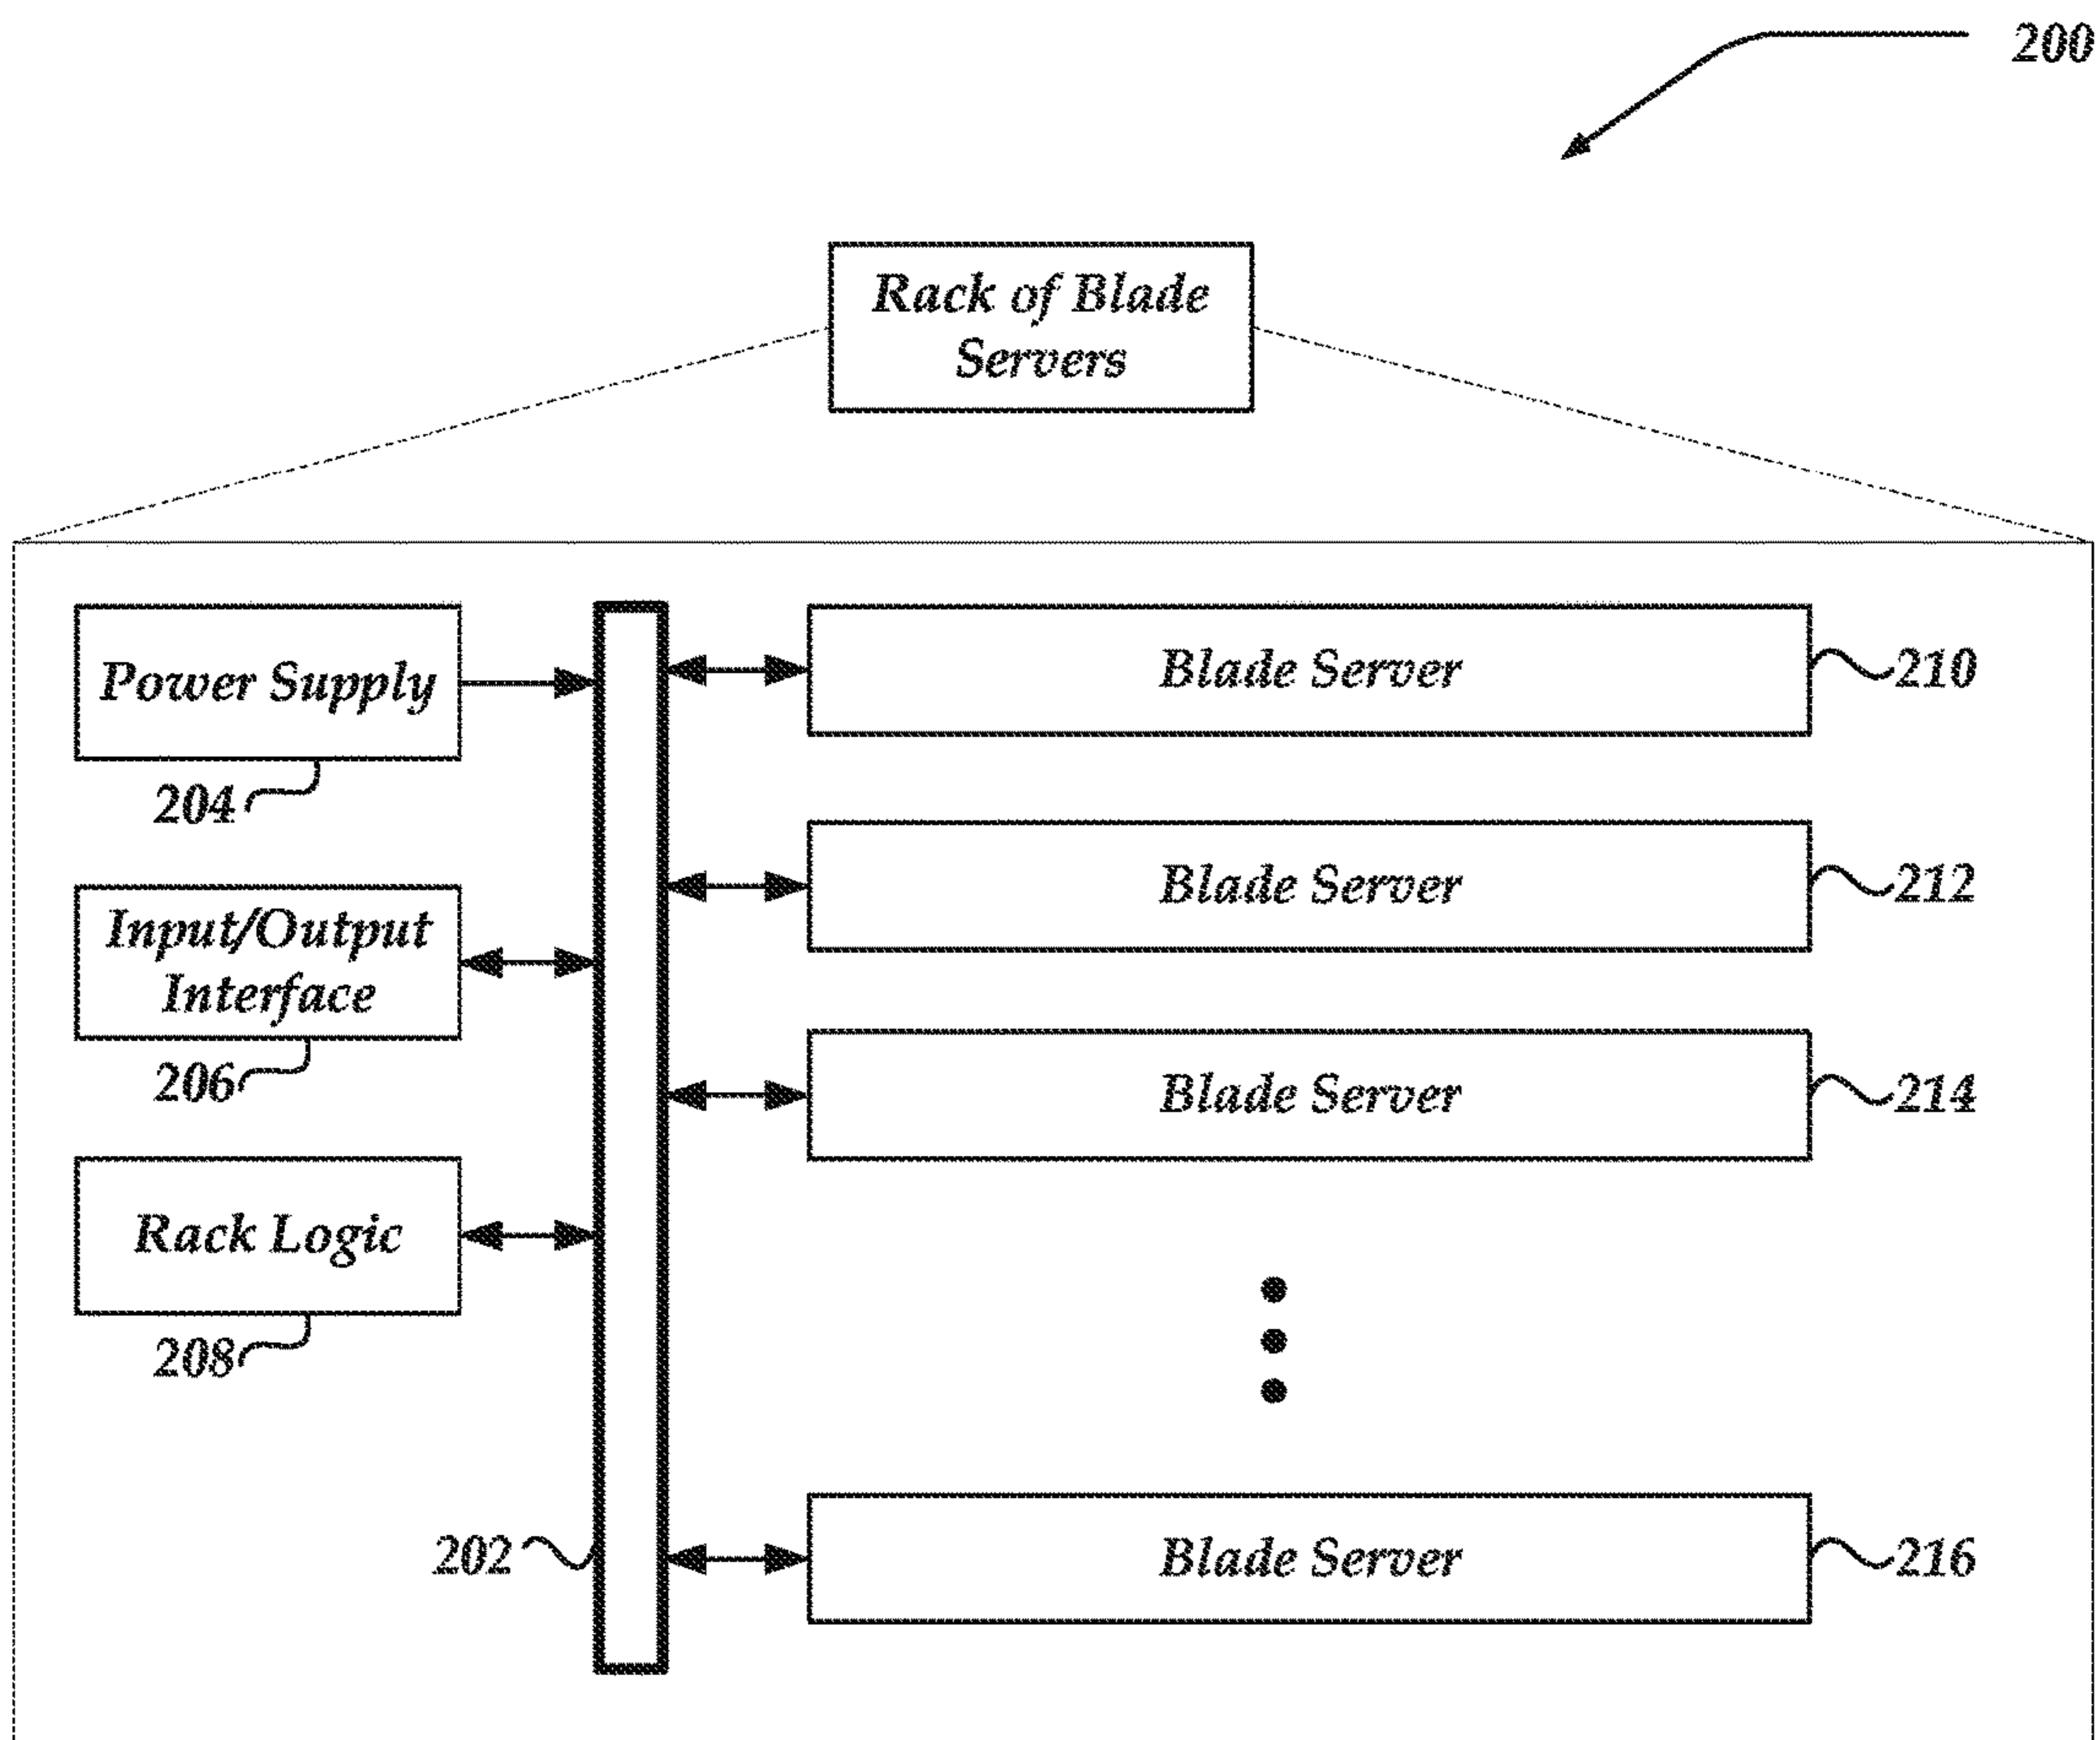 200
Rack of Blade
Servers
Power Supply
204
Input/Output
Interface
206
Rack Logic
208
202
Blade Server
210
Blade Server
212
Blade Server
214
Blade Server
216